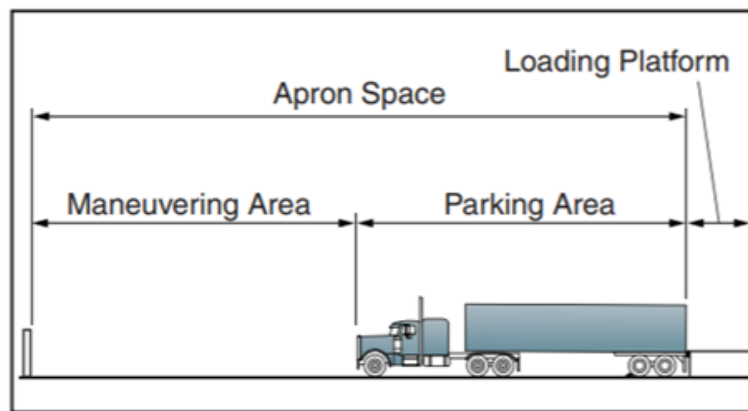 Loading Platform
Apron Space
Maneuvering Area
Parking Area